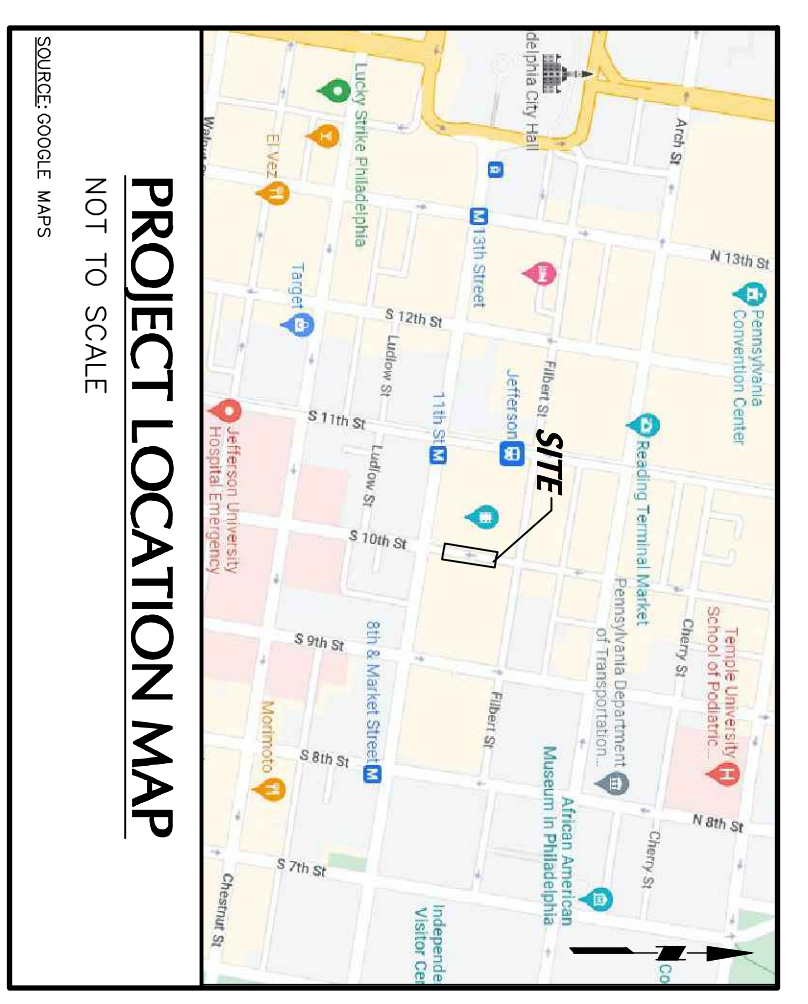 Pennsylvania
Convention Center
N 13th St
Temple University
School of Podiatric...
H
N 8th St
Arch St
Cherry St
Cherry St
Co
Reading Terminal Market
Pennsylvania Department
of Transportation...
African American
Museum in Philadelphia
SITE
Filbert St
delphia City Hall
Jefferson
Filbert St
M 13th Street
11th St M
Independe
Visitor Cen
S 12th St
Ludlow St
Ludlow St
S 10th St
8th & Market Street M
Lucky Strike Philadelphia
S 11th St
S 9th St
S 8th St
S 7th St
Target
El Vez
Morimoto
Jefferson University
Hospital Emergency
Chestnut St
Walnut
PROJECT LOCATION MAP
NOT TO SCALE
SOURCE: GOOGLE MAPS